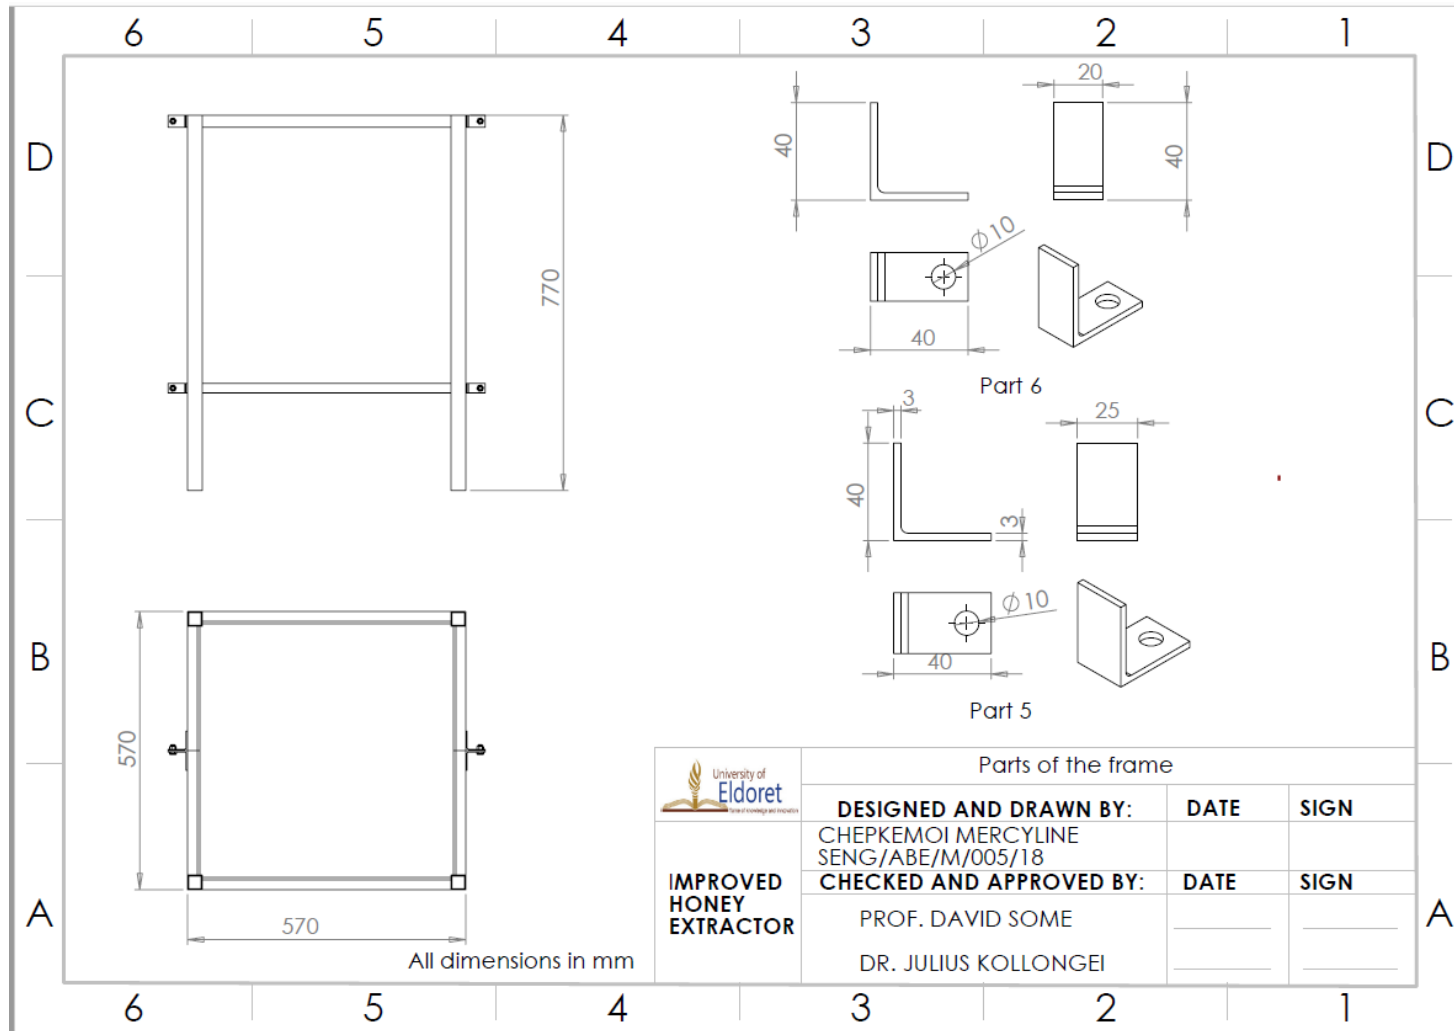 6 5 4 3 2 1
D
C
B
A
D
C
B
A
770
570
570
All dimensions in mm
40
20
40
Ø10
40
Part 6
3
40
3
25
Ø10
40
Part 5
University of
Eldoret
Parts of the frame
DESIGNED AND DRAWN BY: DATE SIGN
CHEPKEMOI MERCYLINE
SENG/ABE/M/005/18
IMPROVED
HONEY
EXTRACTOR
CHECKED AND APPROVED BY: DATE SIGN
PROF. DAVID SOME
DR. JULIUS KOLLONGEI
6 5 4 3 2 1